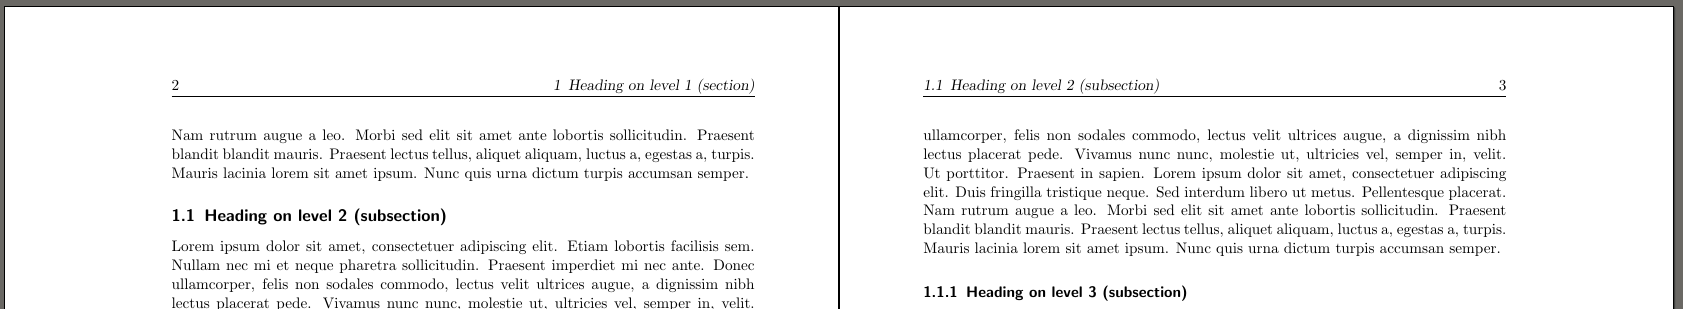 2 1 Heading on level 1 (section)
Nam rutrum augue a leo. Morbi sed elit sit amet ante lobortis sollicitudin. Praesent
blandit blandit mauris. Praesent lectus tellus, aliquet aliquam, luctus a, egestas a, turpis.
Mauris lacinia lorem sit amet ipsum. Nunc quis urna dictum turpis accumsan semper.
1.1 Heading on level 2 (subsection)
Lorem ipsum dolor sit amet, consectetuer adipiscing elit. Etiam lobortis facilisis sem.
Nullam nec mi et neque pharetra sollicitudin. Praesent imperdiet mi nec ante. Donec
ullamcorper, felis non sodales commodo, lectus velit ultrices augue, a dignissim nibh
lectus placerat pede. Vivamus nunc nunc, molestie ut, ultricies vel, semper in, velit.
1.1 Heading on level 2 (subsection) 3
ullamcorper, felis non sodales commodo, lectus velit ultrices augue, a dignissim nibh
lectus placerat pede. Vivamus nunc nunc, molestie ut, ultricies vel, semper in, velit.
Ut porttitor. Praesent in sapien. Lorem ipsum dolor sit amet, consectetuer adipiscing
elit. Duis fringilla tristique neque. Sed interdum libero ut metus. Pellentesque placerat.
Nam rutrum augue a leo. Morbi sed elit sit amet ante lobortis sollicitudin. Praesent
blandit blandit mauris. Praesent lectus tellus, aliquet aliquam, luctus a, egestas a, turpis.
Mauris lacinia lorem sit amet ipsum. Nunc quis urna dictum turpis accumsan semper.
1.1.1 Heading on level 3 (subsection)